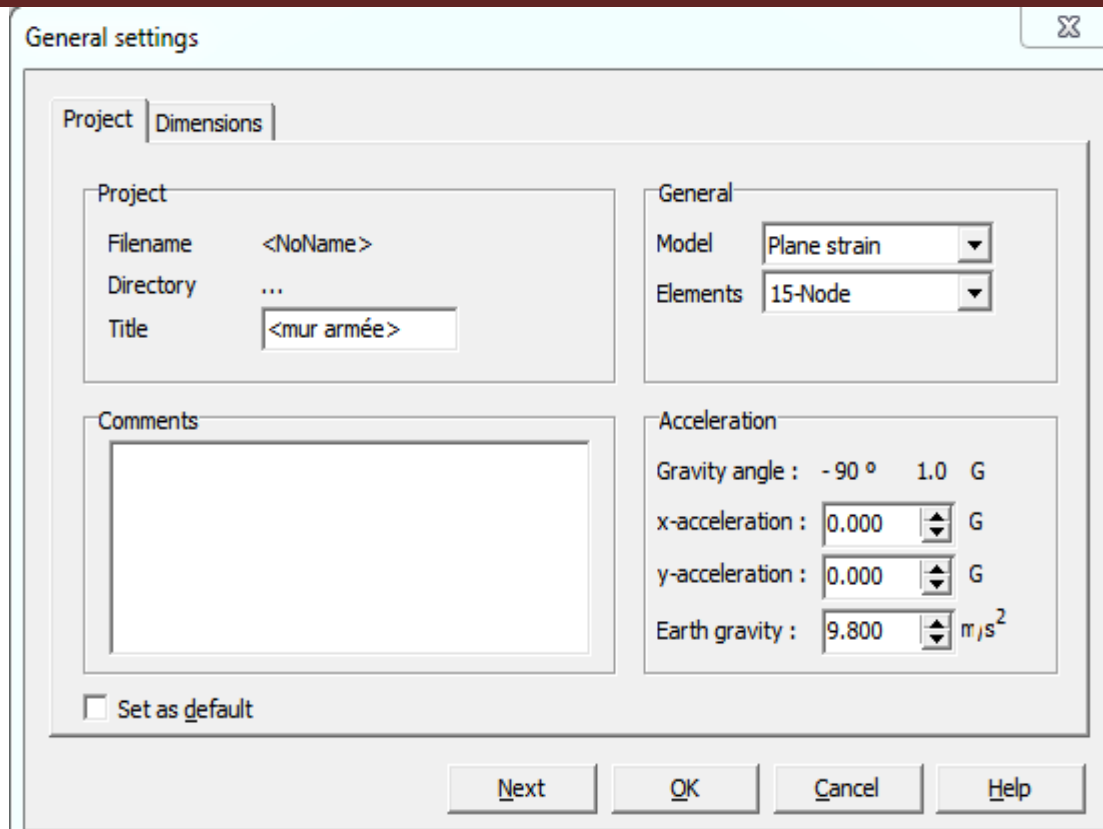 General settings
Project Dimensions
Project
Filename <NoName>
Directory ...
Title <mur armée>
General
Model Plane strain
Elements 15-Node
Comments
Acceleration
Gravity angle : - 90 º 1.0 G
x-acceleration : 0.000 G
y-acceleration : 0.000 G
Earth gravity : 9.800 m/s²
Set as default
Next OK Cancel Help